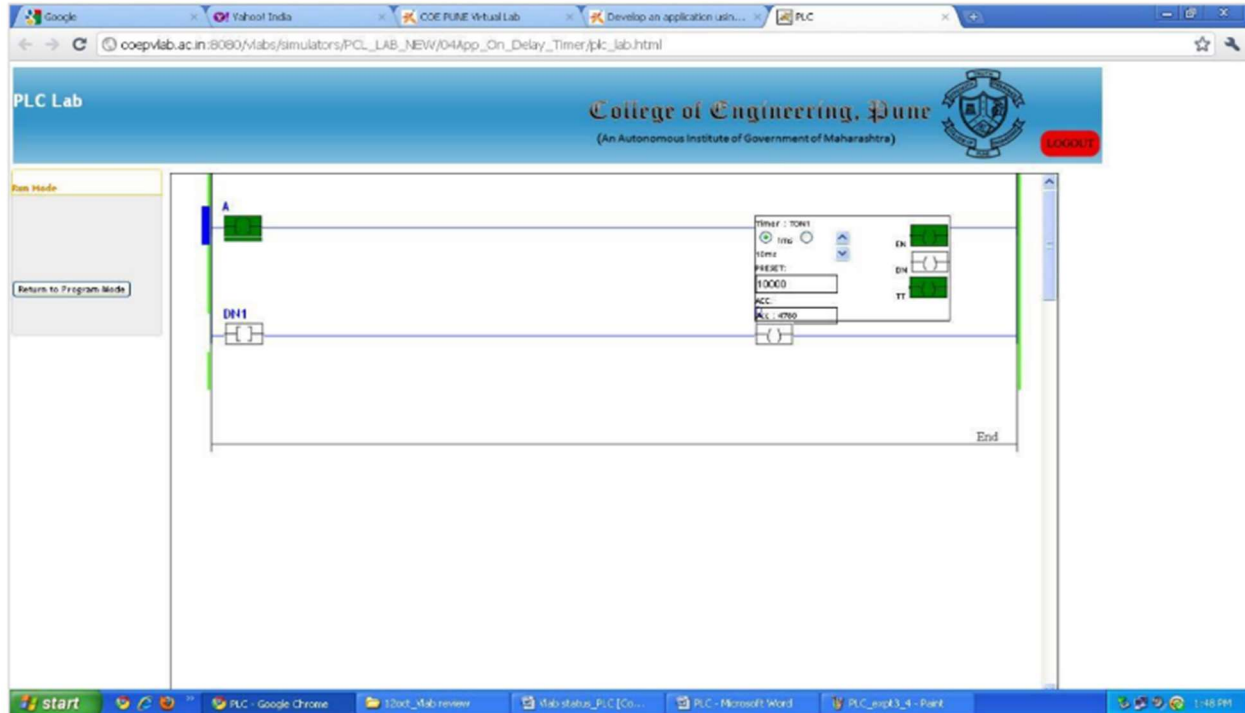 Google
Yahoo! India
COE PUNE Virtual Lab
Develop an application usin...
PLC
coepvlab.ac.in:8080/vlabs/simulators/PCL_LAB_NEW/04App_On_Delay_Timer/plc_lab.html
PLC Lab
College of Engineering, Pune
(An Autonomous Institute of Government of Maharashtra)
LOGOUT
Run Mode
Return to Program Mode
A
Timer : TON1
1ms
10ms
EN
PRESET:
DN
10000
TT
ACC:
Acc : 4760
DN1
End
start
PLC - Google Chrome
12oct_Vlab review
Vlab status_PLC [Co...
PLC - Microsoft Word
PLC_expt3_4 - Paint
1:48 PM